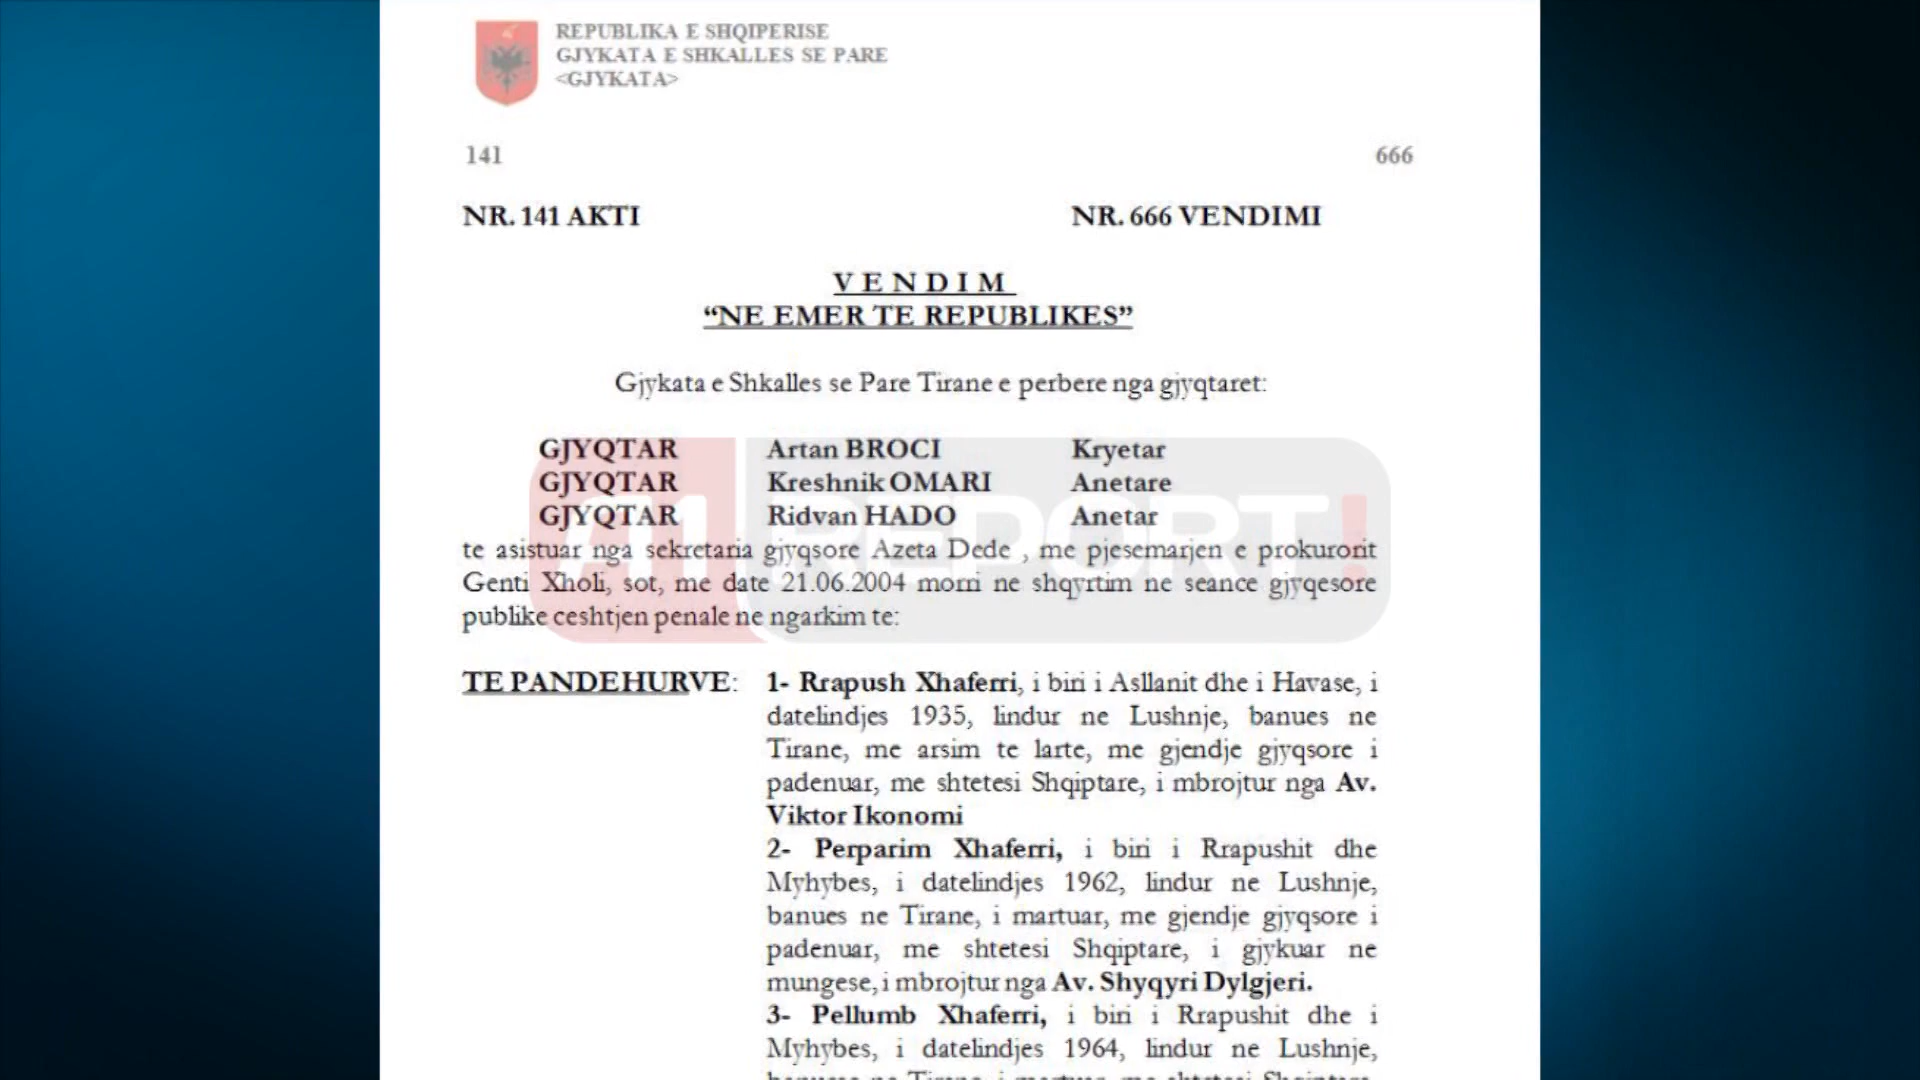 REPUBLIKA E SHQIPERISE
GJYKATA E SHKALLES SE PARE
<GJYKATA>
141 666
NR. 141 AKTI NR. 666 VENDIMI
V E N D I M
“NE EMER TE REPUBLIKES”
Gjykata e Shkalles se Pare Tirane e perbere nga gjyqtaret:
GJYQTAR Artan BROCI Kryetar
GJYQTAR Kreshnik OMARI Anetare
GJYQTAR Ridvan HADO Anetar
A1 REPORT!
te asistuar nga sekretaria gjyqsore Azeta Dede , me pjesemarjen e prokurorit
Genti Xholi, sot, me date 21.06.2004 morri ne shqyrtim ne seance gjyqesore
publike ceshtjen penale ne ngarkim te:
TE PANDEHURVE: 1- Rrapush Xhaferri, i biri i Asllanit dhe i Havase, i
datelindjes 1935, lindur ne Lushnje, banues ne
Tirane, me arsim te larte, me gjendje gjyqsore i
padenuar, me shtetesi Shqiptare, i mbrojtur nga Av.
Viktor Ikonomi
2- Perparim Xhaferri, i biri i Rrapushit dhe
Myhybes, i datelindjes 1962, lindur ne Lushnje,
banues ne Tirane, i martuar, me gjendje gjyqsore i
padenuar, me shtetesi Shqiptare, i gjykuar ne
mungese, i mbrojtur nga Av. Shyqyri Dylgjeri.
3- Pellumb Xhaferri, i biri i Rrapushit dhe i
Myhybes, i datelindjes 1964, lindur ne Lushnje,